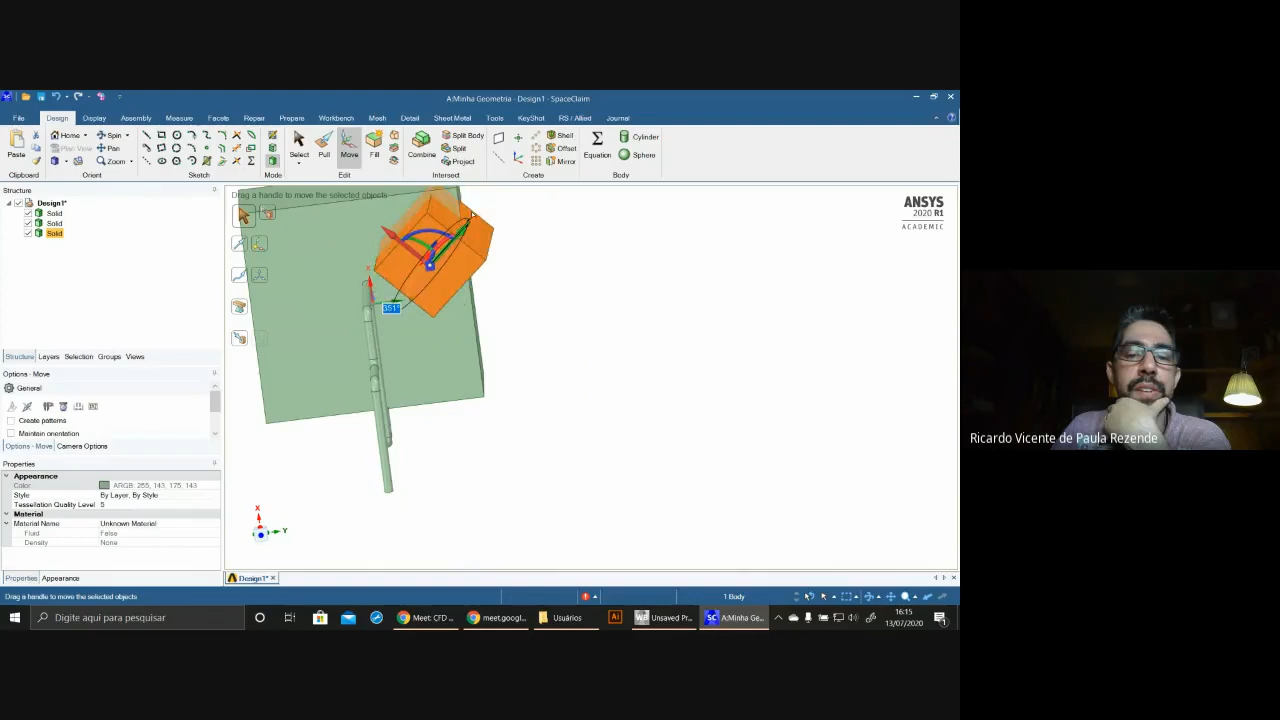 A:Minha Geometria - Design1 - SpaceClaim
File Design Display Assembly Measure Facets Repair Prepare Workbench Mesh Detail Sheet Metal Tools KeyShot RS / Allied Journal
Home Spin Split Body Shell Cylinder
Plan View Pan Split Offset
Paste Zoom Select Pull Move Fill Combine Project Equation Mirror Sphere
Clipboard Orient Sketch Mode Edit Intersect Create Body
Structure
Design1*
Solid
Solid
Solid
Structure Layers Selection Groups Views
Options - Move
General
Create patterns
Maintain orientation
Options - Move Camera Options
Properties
Appearance
Color ARGB: 255, 143, 175, 143
Style By Layer, By Style
Tessellation Quality Level 5
Material
Material Name Unknown Material
Fluid False
Density None
Properties Appearance
Drag a handle to move the selected objects
ANSYS
2020 R1
ACADEMIC
351°
X
X
Y
Design1*
Drag a handle to move the selected objects 1 Body
Digite aqui para pesquisar
Meet: CFD ...
meet.googl...
Usuários
Ai
WB
Unsaved Pr...
SC
A:Minha Ge...
16:15
13/07/2020
Ricardo Vicente de Paula Rezende